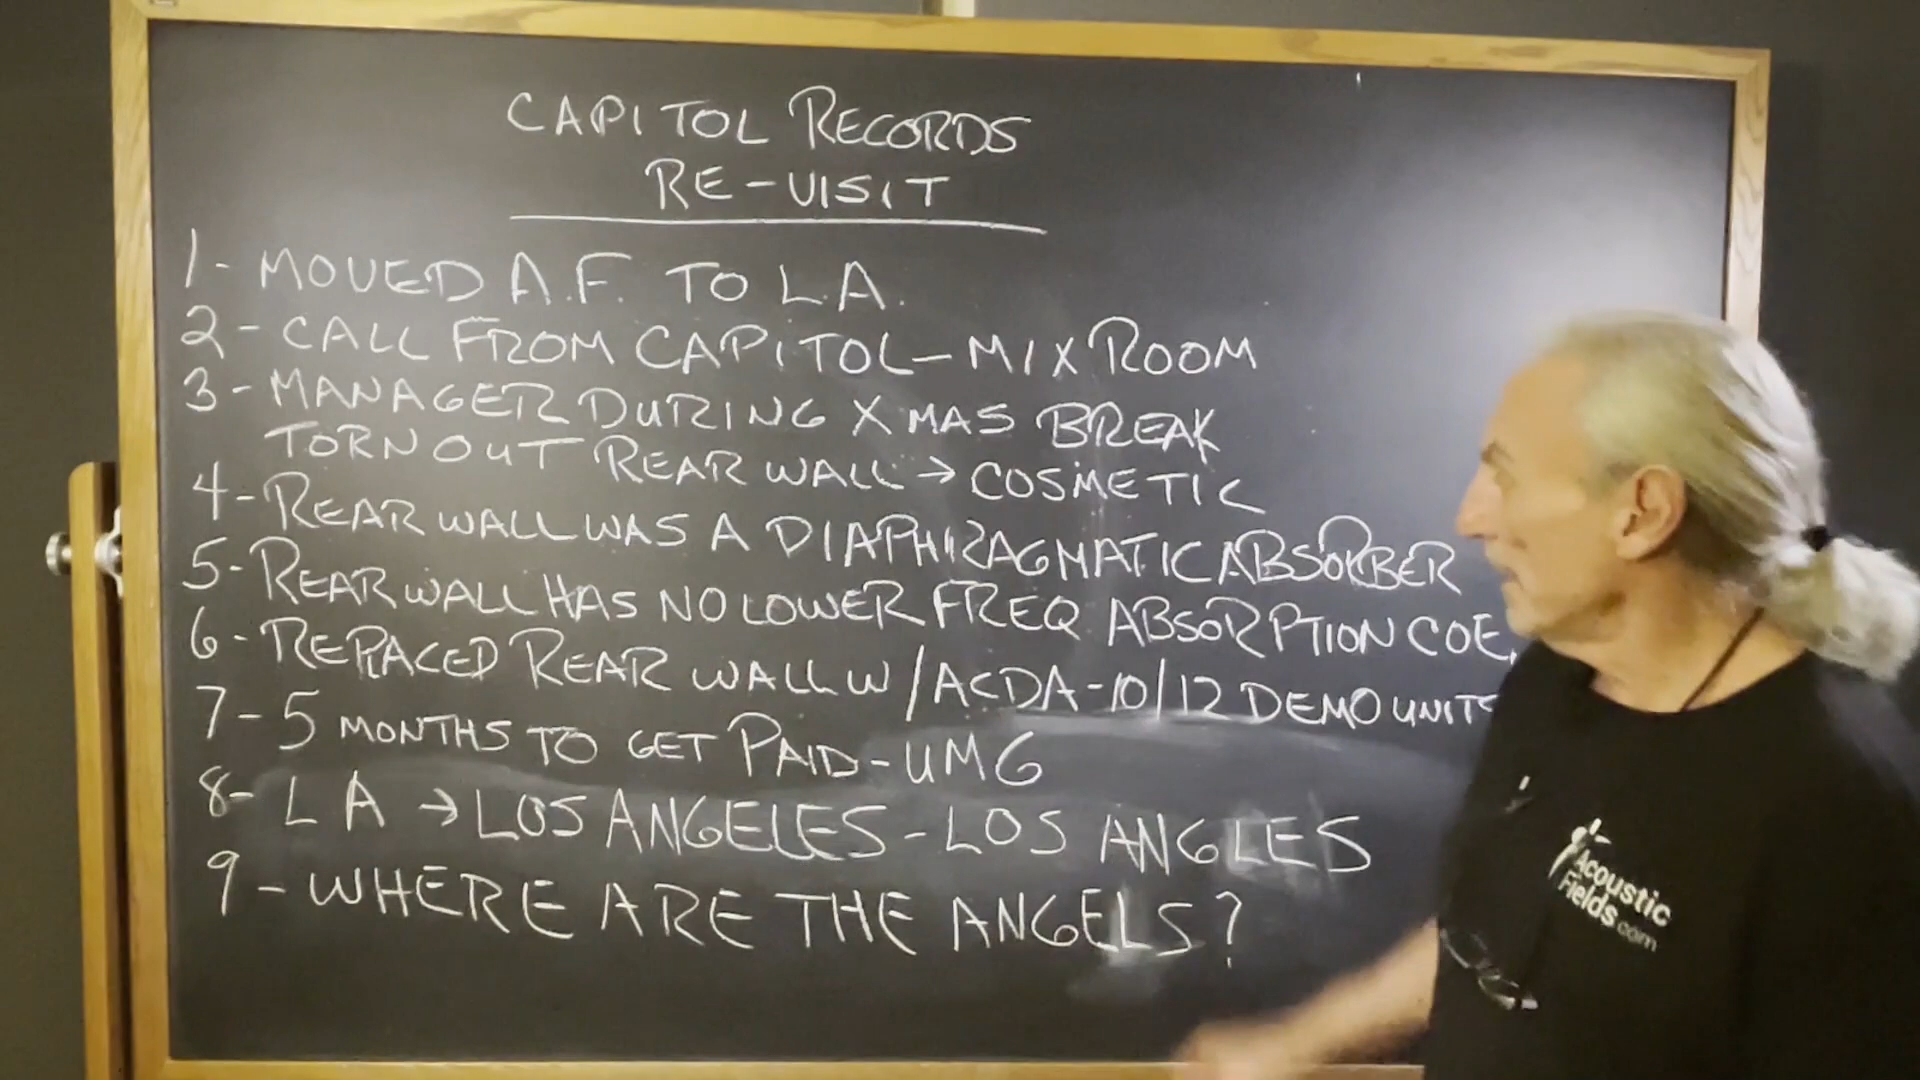 CAPITOL RECORDS
RE-VISIT
1- MOVED A.F. TO L.A.
2- CALL FROM CAPITOL - MIX ROOM
3- MANAGER DURING XMAS BREAK
TORN OUT REAR WALL → COSMETIC
4- REAR WALL WAS A DIAPHRAGMATIC ABSORBER
5- REAR WALL HAS NO LOWER FREQ ABSORPTION COE.
6- REPLACED REAR WALL W/ACDA-10/12 DEMO UNITS
7- 5 MONTHS TO GET PAID - UMG
8- LA → LOS ANGELES - LOS ANGLES
9- WHERE ARE THE ANGELS?
Acoustic
Fields.com